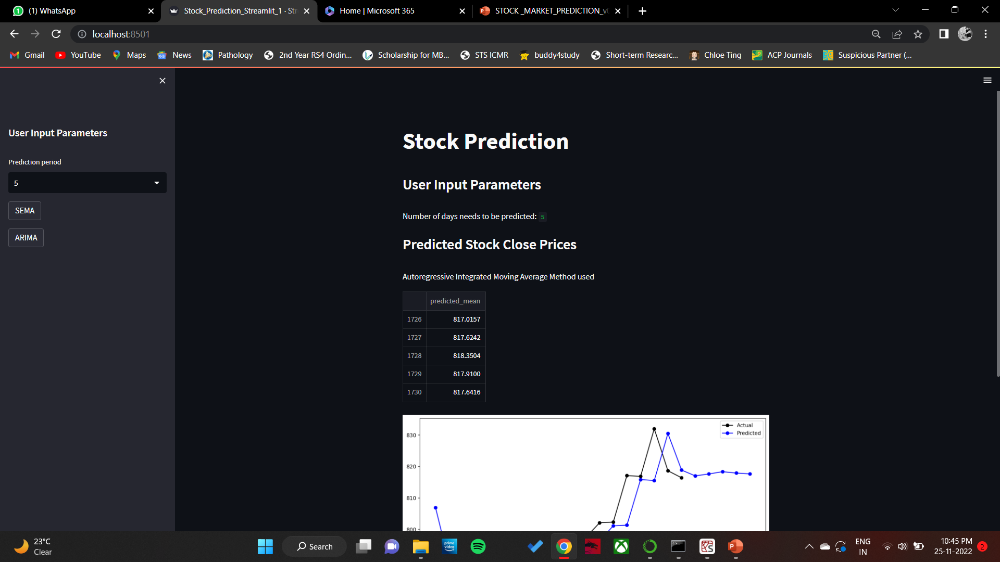 (1) WhatsApp
Stock_Prediction_Streamlit_1 · Str
Home | Microsoft 365
STOCK _MARKET_PREDICTION_v
localhost:8501
Gmail
YouTube
Maps
News
Pathology
2nd Year RS4 Ordin...
Scholarship for MB...
STS ICMR
buddy4study
Short-term Researc...
Chloe Ting
ACP Journals
Suspicious Partner (...
User Input Parameters
Prediction period
5
SEMA
ARIMA
Stock Prediction
User Input Parameters
Number of days needs to be predicted: 5
Predicted Stock Close Prices
Autoregressive Integrated Moving Average Method used
predicted_mean
1726 817.0157
1727 817.6242
1728 818.3504
1729 817.9100
1730 817.6416
Actual
Predicted
830
820
810
800
23°C
Clear
Search
prime video
ENG
IN
10:45 PM
25-11-2022
2